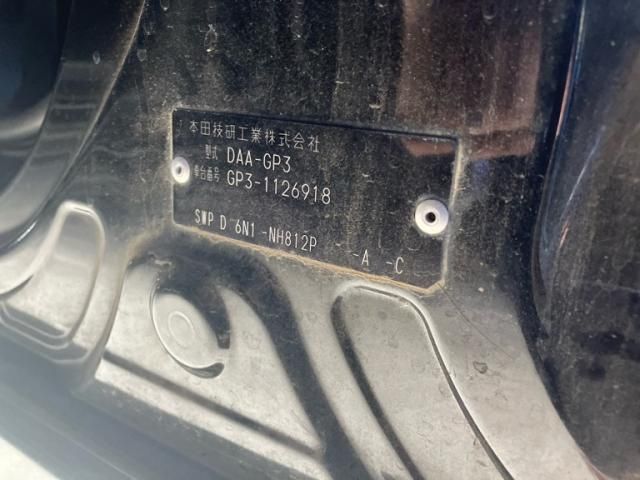 本田技研工業株式会社
型式 DAA-GP3
車台番号 GP3-1126918
SWP D 6N1 -NH812P -A -C